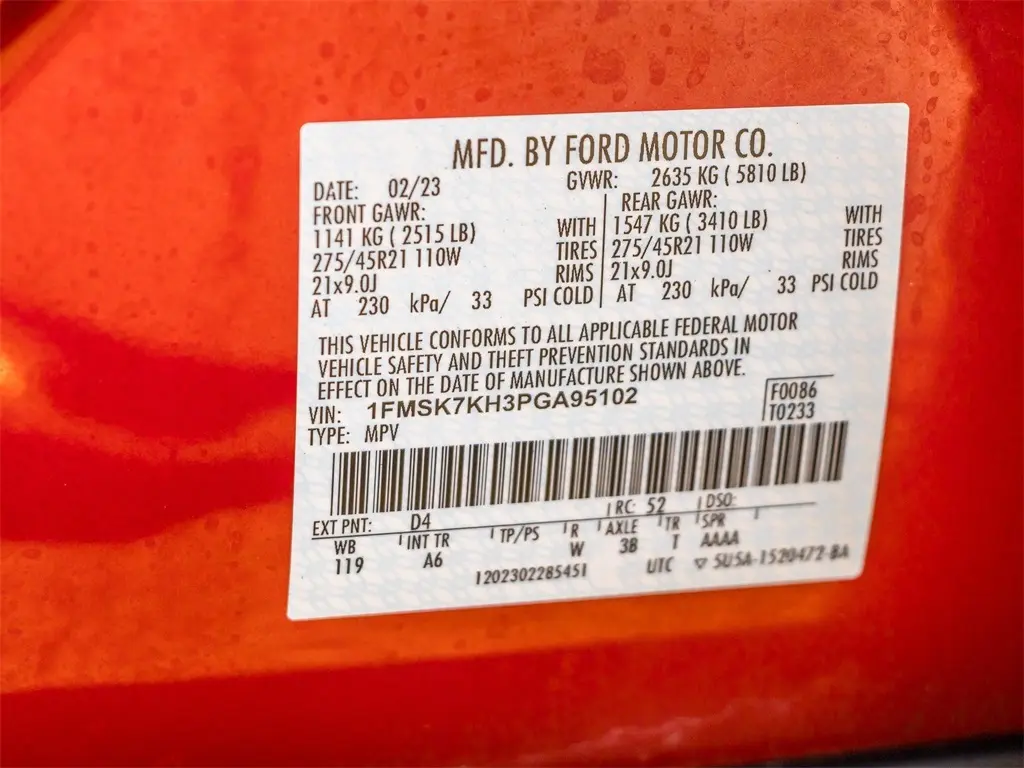 MFD. BY FORD MOTOR CO.
DATE: 02/23 GVWR: 2635 KG ( 5810 LB)
FRONT GAWR: REAR GAWR:
1141 KG ( 2515 LB) WITH 1547 KG ( 3410 LB) WITH
275/45R21 110W TIRES 275/45R21 110W TIRES
21x9.0J RIMS 21x9.0J RIMS
AT 230 kPa/ 33 PSI COLD AT 230 kPa/ 33 PSI COLD
THIS VEHICLE CONFORMS TO ALL APPLICABLE FEDERAL MOTOR
VEHICLE SAFETY AND THEFT PREVENTION STANDARDS IN
EFFECT ON THE DATE OF MANUFACTURE SHOWN ABOVE.
VIN: 1FMSK7KH3PGA95102 F0086
TYPE: MPV T0233
EXT PNT: D4 RC: 52 DSO:
WB INT TR TP/PS R AXLE TR SPR
119 A6 W 3B T AAAA
1202302285451 UTC ▽ 5U5A-1520472-BA